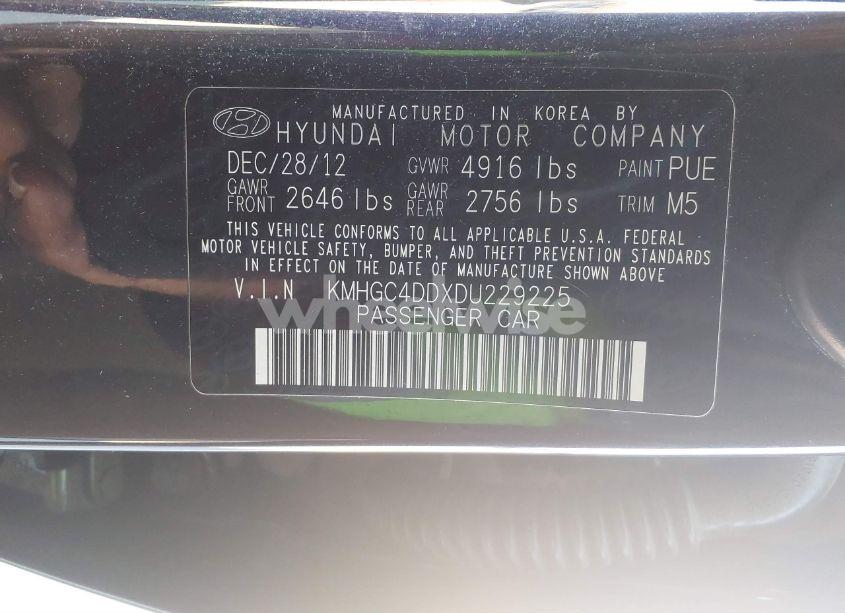 MANUFACTURED IN KOREA BY
HYUNDAI MOTOR COMPANY
DEC/28/12 GVWR 4916 lbs PAINT PUE
GAWR FRONT 2646 lbs GAWR REAR 2756 lbs TRIM M5
THIS VEHICLE CONFORMS TO ALL APPLICABLE U.S.A. FEDERAL
MOTOR VEHICLE SAFETY, BUMPER, AND THEFT PREVENTION STANDARDS
IN EFFECT ON THE DATE OF MANUFACTURE SHOWN ABOVE
V.I.N KMHGC4DDXDU229225
wheelwise
PASSENGER CAR